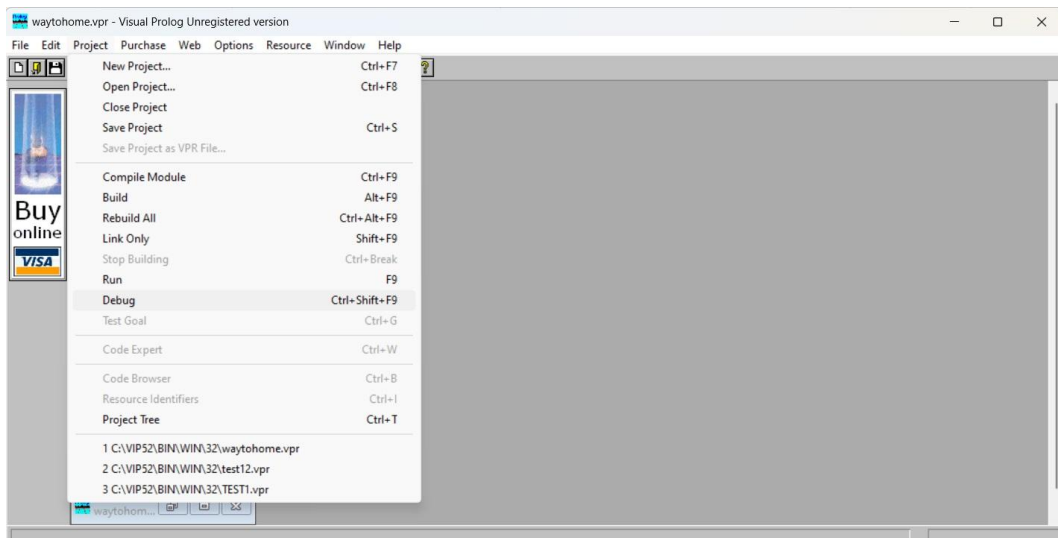 waytohome.vpr - Visual Prolog Unregistered version
File Edit Project Purchase Web Options Resource Window Help
New Project... Ctrl+F7
Open Project... Ctrl+F8
Close Project
Save Project Ctrl+S
Save Project as VPR File...
Compile Module Ctrl+F9
Build Alt+F9
Rebuild All Ctrl+Alt+F9
Link Only Shift+F9
Stop Building Ctrl+Break
Run F9
Debug Ctrl+Shift+F9
Test Goal Ctrl+G
Code Expert Ctrl+W
Code Browser Ctrl+B
Resource Identifiers Ctrl+I
Project Tree Ctrl+T
1 C:\VIP52\BIN\WIN\32\waytohome.vpr
2 C:\VIP52\BIN\WIN\32\test12.vpr
3 C:\VIP52\BIN\WIN\32\TEST1.vpr
Buy
online
VISA
?
waytohom...